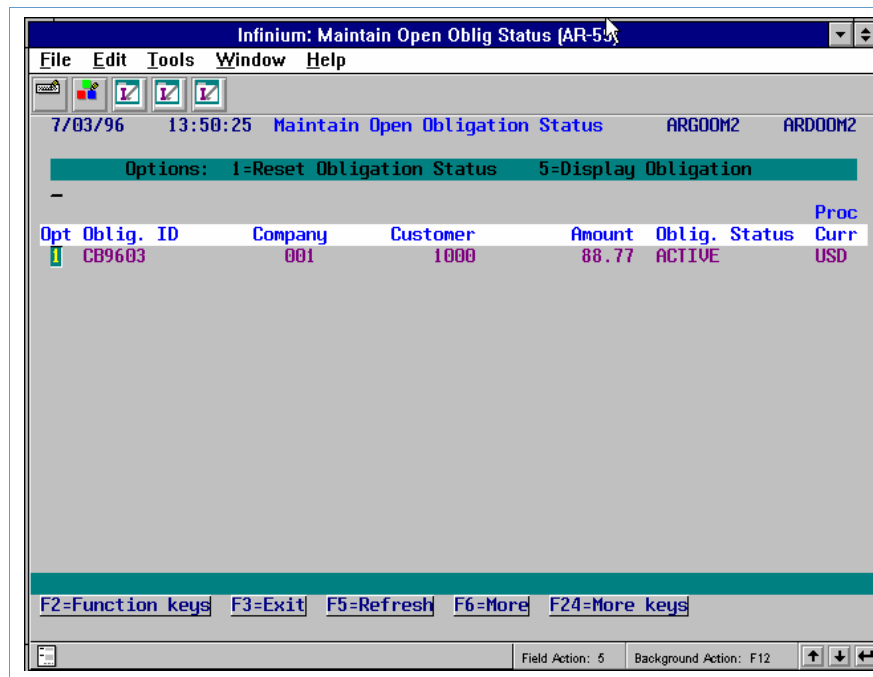 Infinium: Maintain Open Oblig Status (AR-55)
File Edit Tools Window Help
7/03/96 13:50:25 Maintain Open Obligation Status ARGOOM2 ARDOOM2
Options: 1=Reset Obligation Status 5=Display Obligation
Proc
Opt Oblig. ID Company Customer Amount Oblig. Status Curr
1 CB9603 001 1000 88.77 ACTIVE USD
F2=Function keys F3=Exit F5=Refresh F6=More F24=More keys
Field Action: 5 Background Action: F12